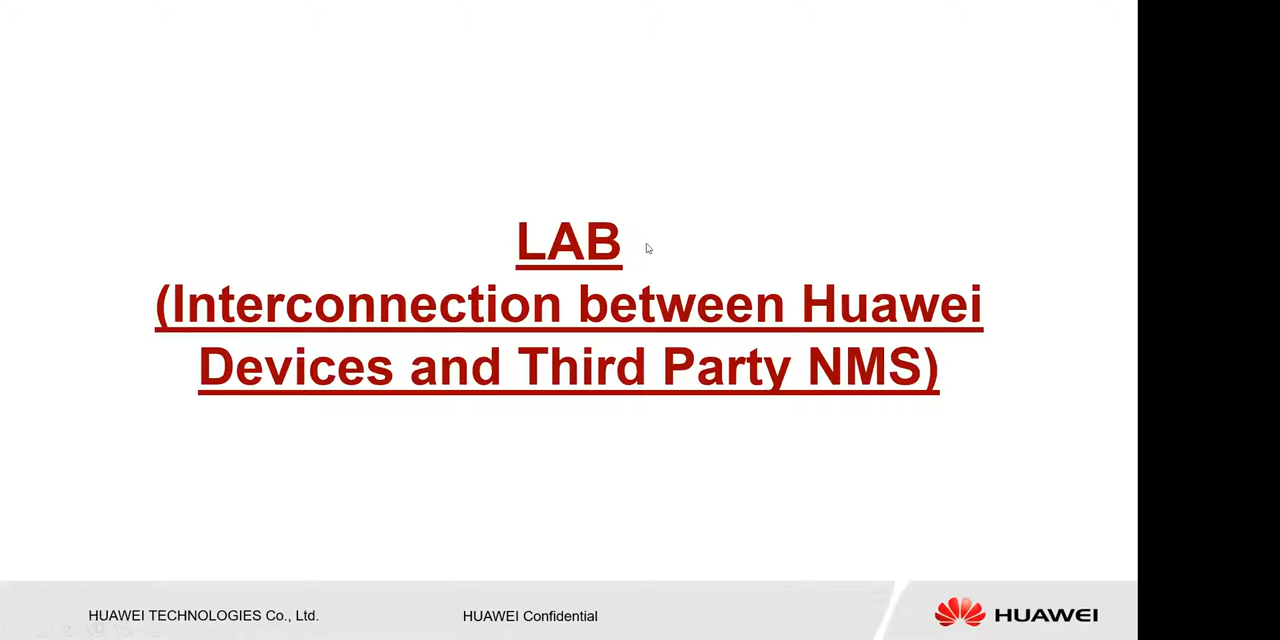 LAB
(Interconnection between Huawei
Devices and Third Party NMS)
HUAWEI TECHNOLOGIES Co., Ltd.
HUAWEI Confidential
HUAWEI